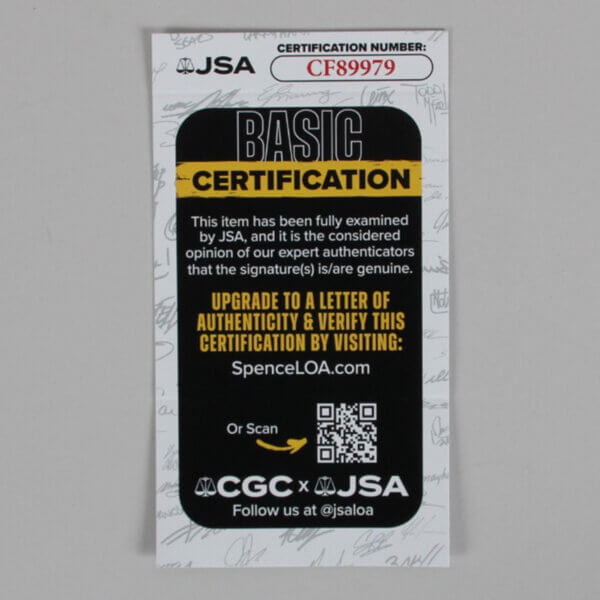 CERTIFICATION NUMBER:
JSA CF89979
BASIC
CERTIFICATION
This item has been fully examined
by JSA, and it is the considered
opinion of our expert authenticators
that the signature(s) is/are genuine.
UPGRADE TO A LETTER OF
AUTHENTICITY & VERIFY THIS
CERTIFICATION BY VISITING:
SpenceLOA.com
Or Scan
CGC x JSA
Follow us at @jsaloa